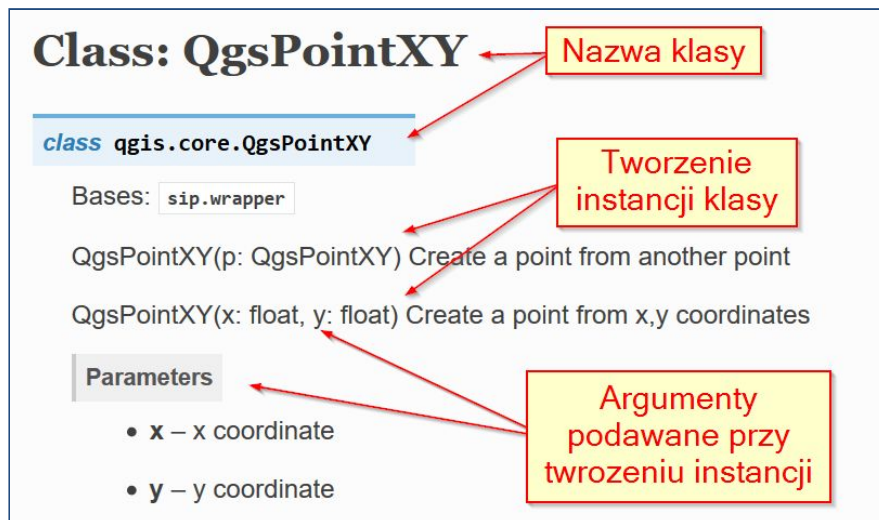 Class: QgsPointXY
Nazwa klasy
class qgis.core.QgsPointXY
Tworzenie
instancji klasy
Bases: sip.wrapper
QgsPointXY(p: QgsPointXY) Create a point from another point
QgsPointXY(x: float, y: float) Create a point from x,y coordinates
Parameters
Argumenty
podawane przy
twrozeniu instancji
• x – x coordinate
• y – y coordinate